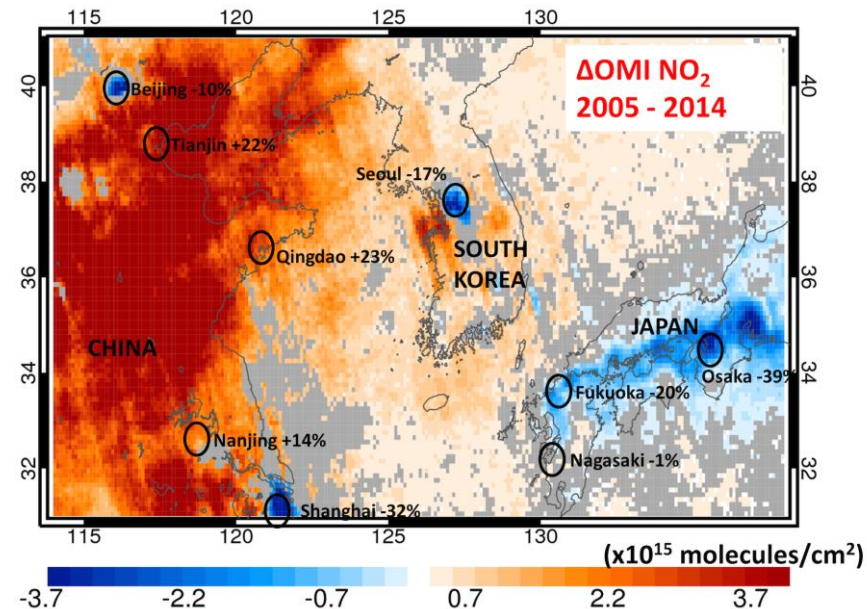 115 120 125 130
ΔOMI NO₂
2005 - 2014
40 40
Beijing -10%
Tianjin +22%
Seoul -17%
38 38
Qingdao +23%
SOUTH
KOREA
36 36
CHINA
JAPAN
34 34
Osaka -39%
Fukuoka -20%
Nanjing +14%
Nagasaki -1%
32 32
Shanghai -32%
115 120 130
(x10¹⁵ molecules/cm²)
-3.7 -2.2 -0.7 0.7 2.2 3.7